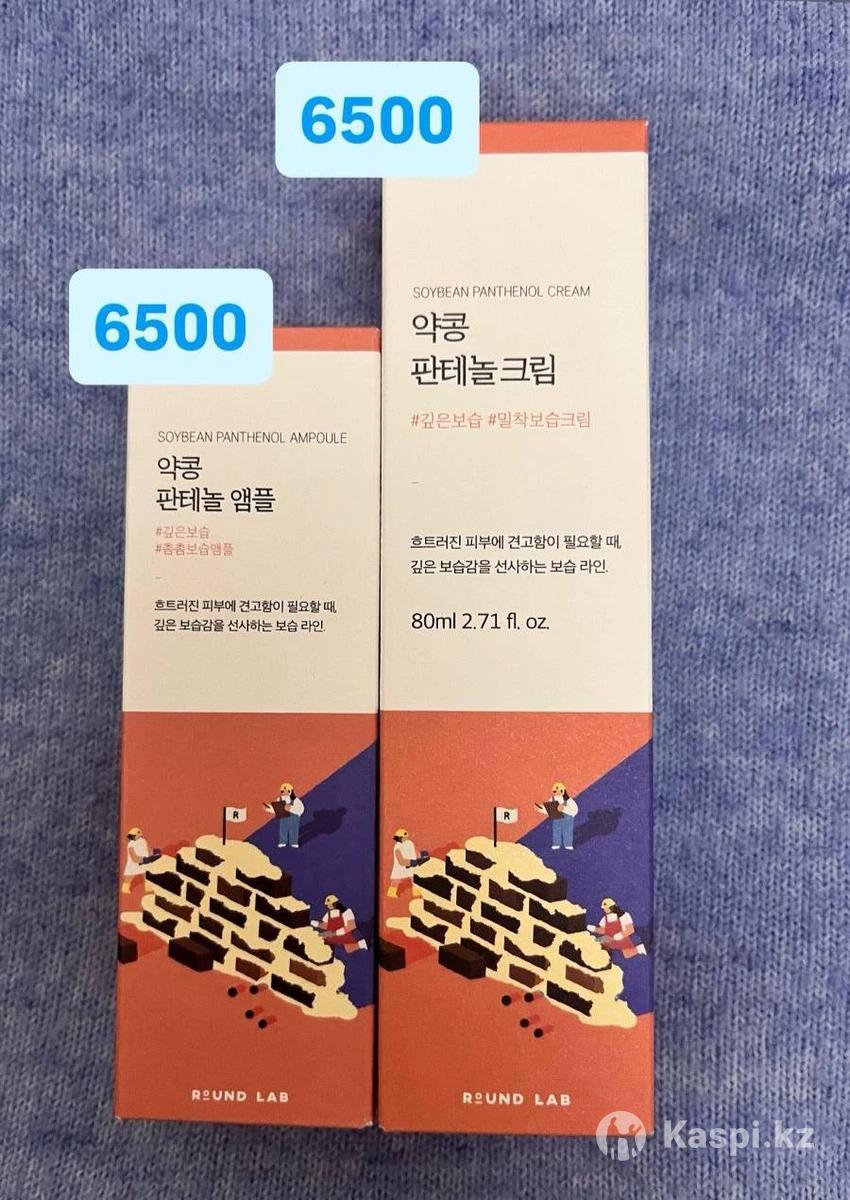 6500
SOYBEAN PANTHENOL CREAM
약콩
판테놀크림
#깊은보습 #밀착보습크림
흐트러진 피부에 견고함이 필요할 때,
깊은 보습감을 선사하는 보습 라인.
80ml 2.71 fl. oz.
R
ROUND LAB
6500
SOYBEAN PANTHENOL AMPOULE
약콩
판테놀 앰플
#깊은보습
#촘촘보습앰플
흐트러진 피부에 견고함이 필요할 때,
깊은 보습감을 선사하는 보습 라인.
R
ROUND LAB
Kaspi.kz